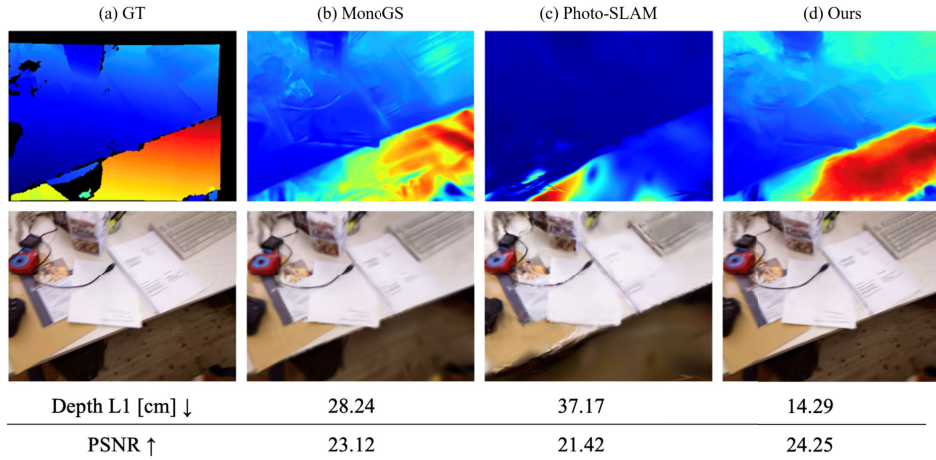 (a) GT (b) MonoGS (c) Photo-SLAM (d) Ours
Depth L1 [cm] ↓ 28.24 37.17 14.29
PSNR ↑ 23.12 21.42 24.25